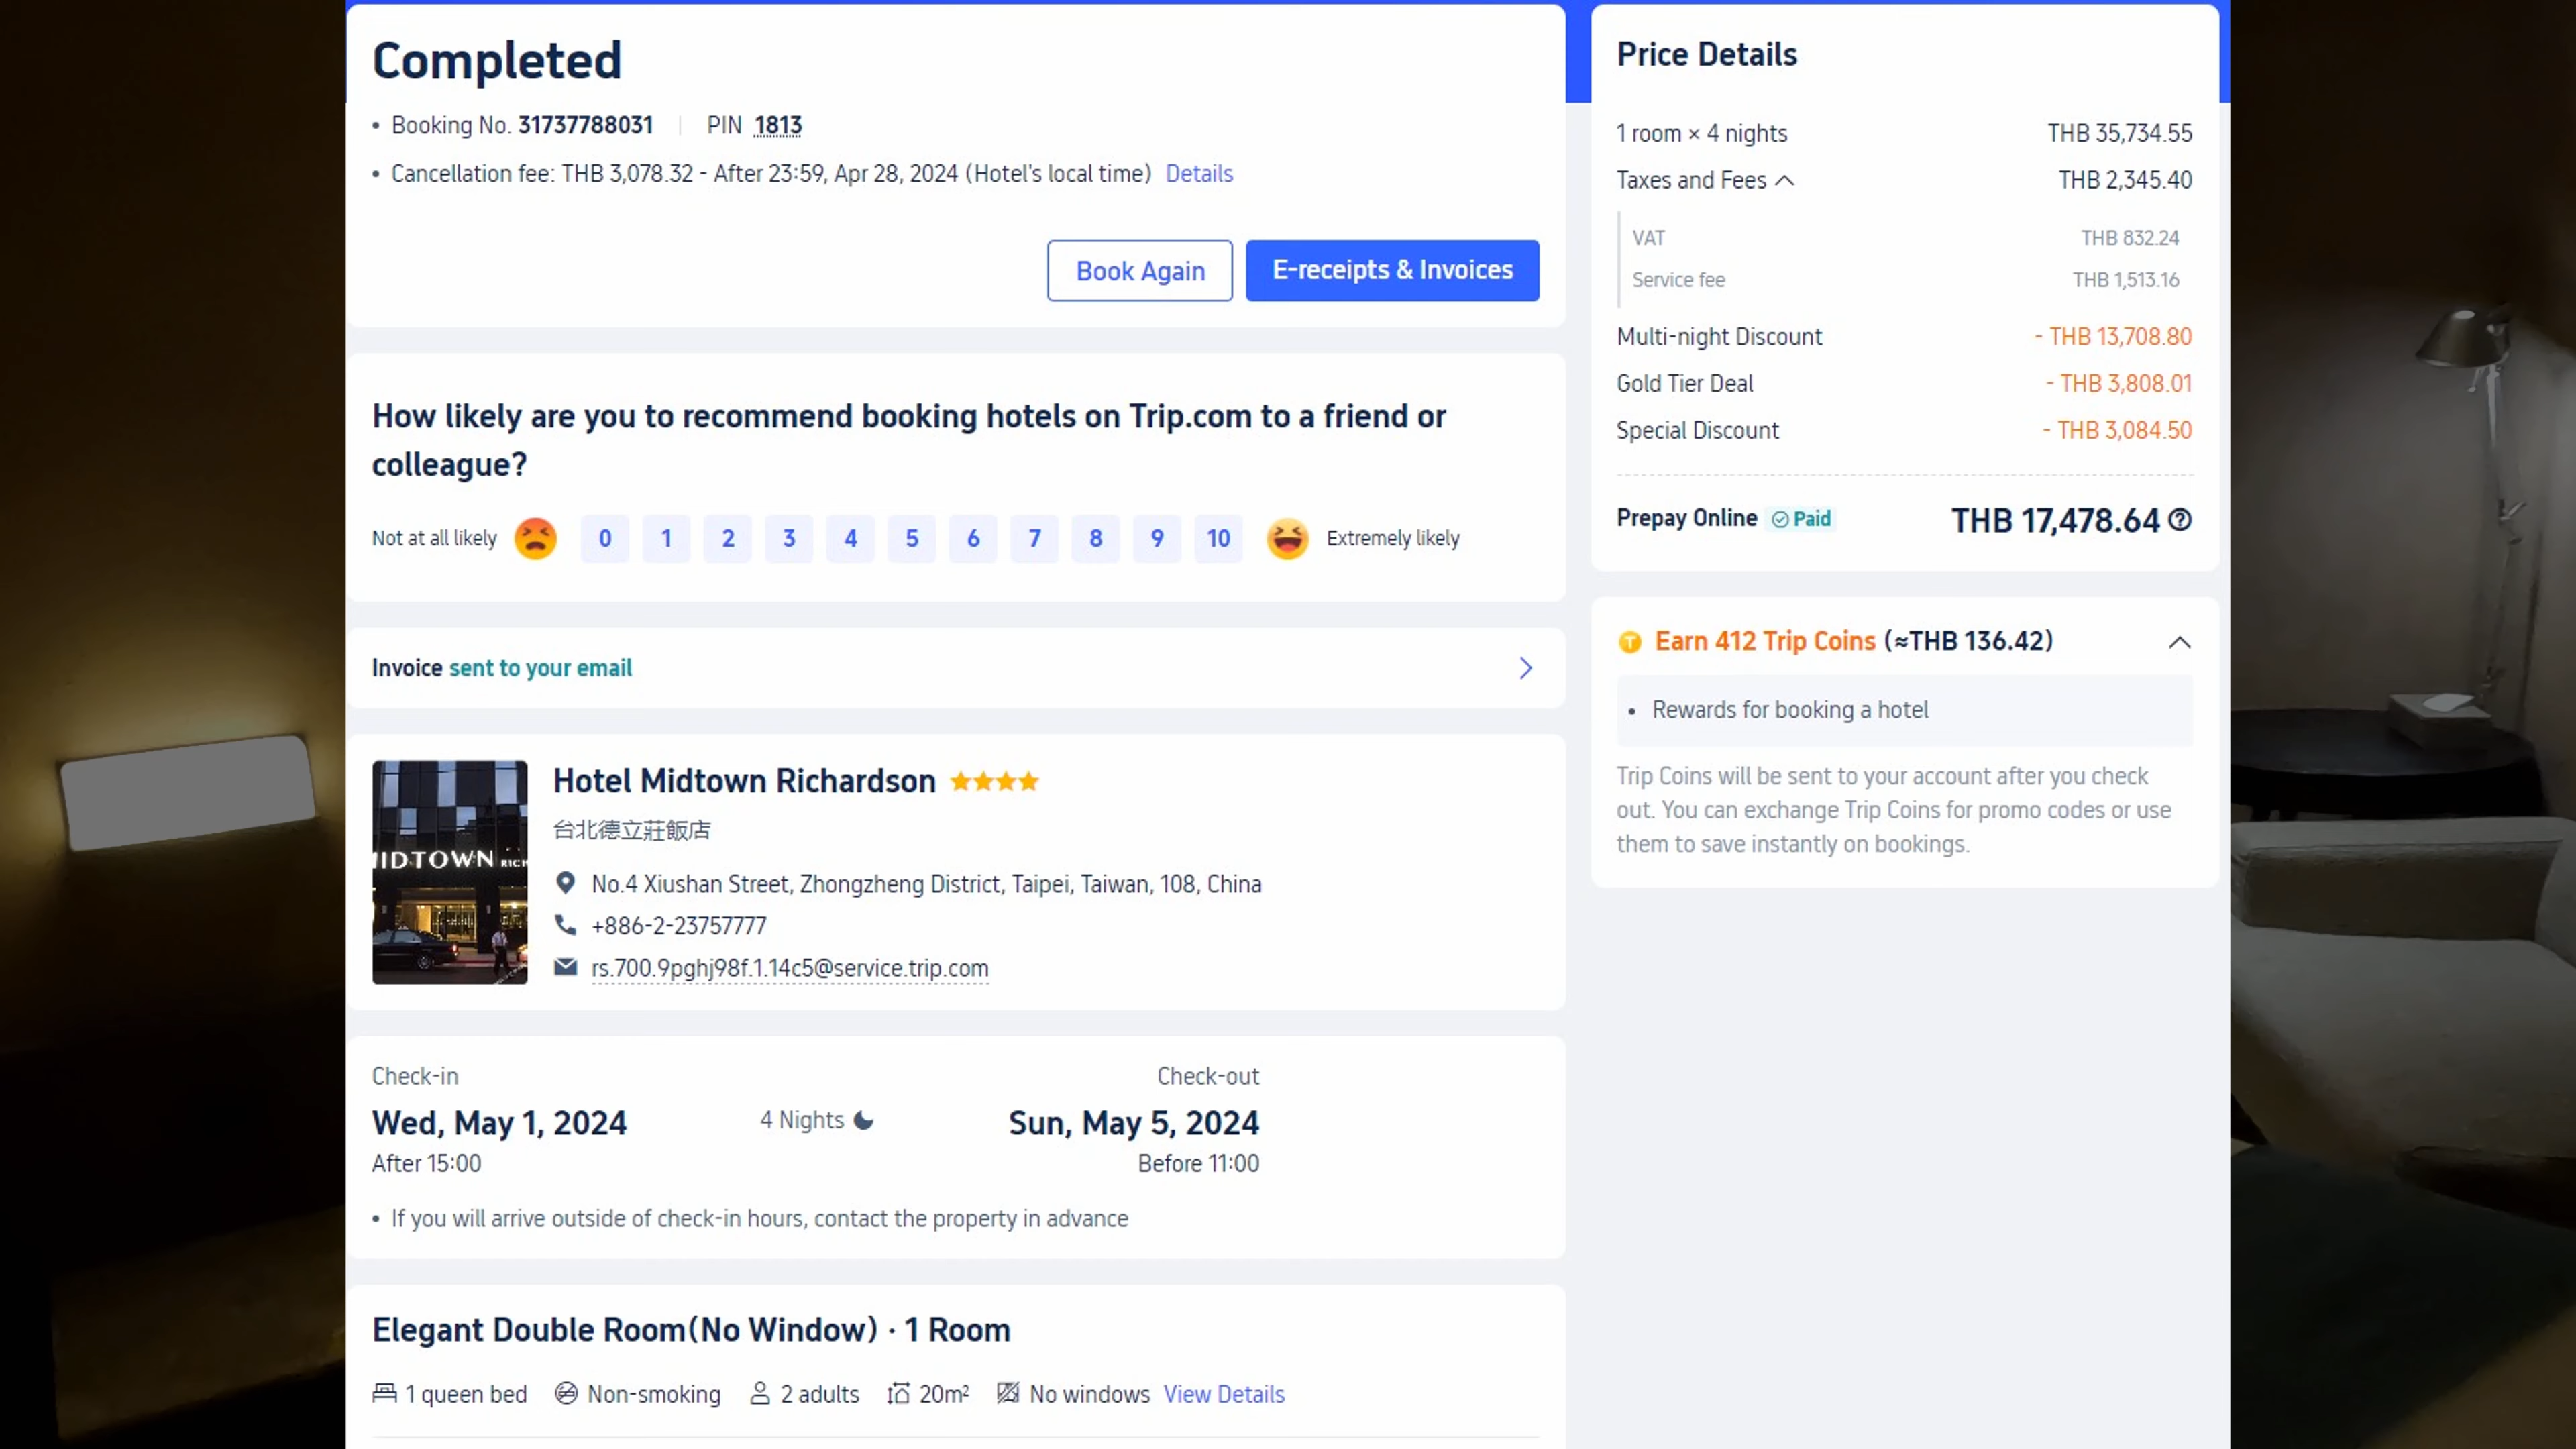 Completed
• Booking No. 31737788031 | PIN 1813
• Cancellation fee: THB 3,078.32 - After 23:59, Apr 28, 2024 (Hotel's local time) Details
Book Again
E-receipts & Invoices
How likely are you to recommend booking hotels on Trip.com to a friend or
colleague?
Not at all likely 0 1 2 3 4 5 6 7 8 9 10 Extremely likely
Invoice sent to your email
MIDTOWN RICH
Hotel Midtown Richardson
台北德立莊飯店
No.4 Xiushan Street, Zhongzheng District, Taipei, Taiwan, 108, China
+886-2-23757777
rs.700.9pghj98f.1.14c5@service.trip.com
Check-in
Wed, May 1, 2024
After 15:00
4 Nights
Check-out
Sun, May 5, 2024
Before 11:00
• If you will arrive outside of check-in hours, contact the property in advance
Elegant Double Room(No Window) · 1 Room
1 queen bed Non-smoking 2 adults 20m² No windows View Details
Price Details
1 room × 4 nights THB 35,734.55
Taxes and Fees THB 2,345.40
VAT THB 832.24
Service fee THB 1,513.16
Multi-night Discount - THB 13,708.80
Gold Tier Deal - THB 3,808.01
Special Discount - THB 3,084.50
Prepay Online Paid THB 17,478.64
Earn 412 Trip Coins (≈THB 136.42)
• Rewards for booking a hotel
Trip Coins will be sent to your account after you check
out. You can exchange Trip Coins for promo codes or use
them to save instantly on bookings.